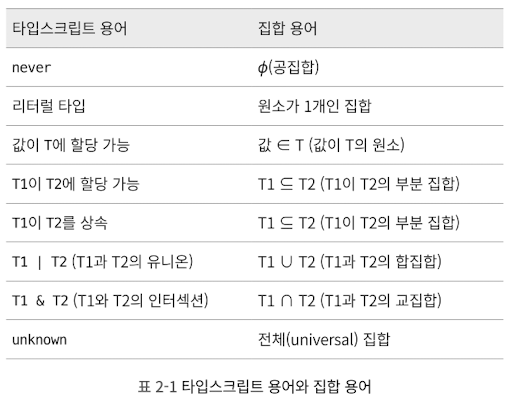 타입스크립트 용어 집합 용어
never ϕ(공집합)
리터럴 타입 원소가 1개인 집합
값이 T에 할당 가능 값 ∈ T (값이 T의 원소)
T1이 T2에 할당 가능 T1 ⊆ T2 (T1이 T2의 부분 집합)
T1이 T2를 상속 T1 ⊆ T2 (T1이 T2의 부분 집합)
T1 | T2 (T1과 T2의 유니온) T1 ∪ T2 (T1과 T2의 합집합)
T1 & T2 (T1와 T2의 인터섹션) T1 ∩ T2 (T1과 T2의 교집합)
unknown 전체(universal) 집합
표 2-1 타입스크립트 용어와 집합 용어